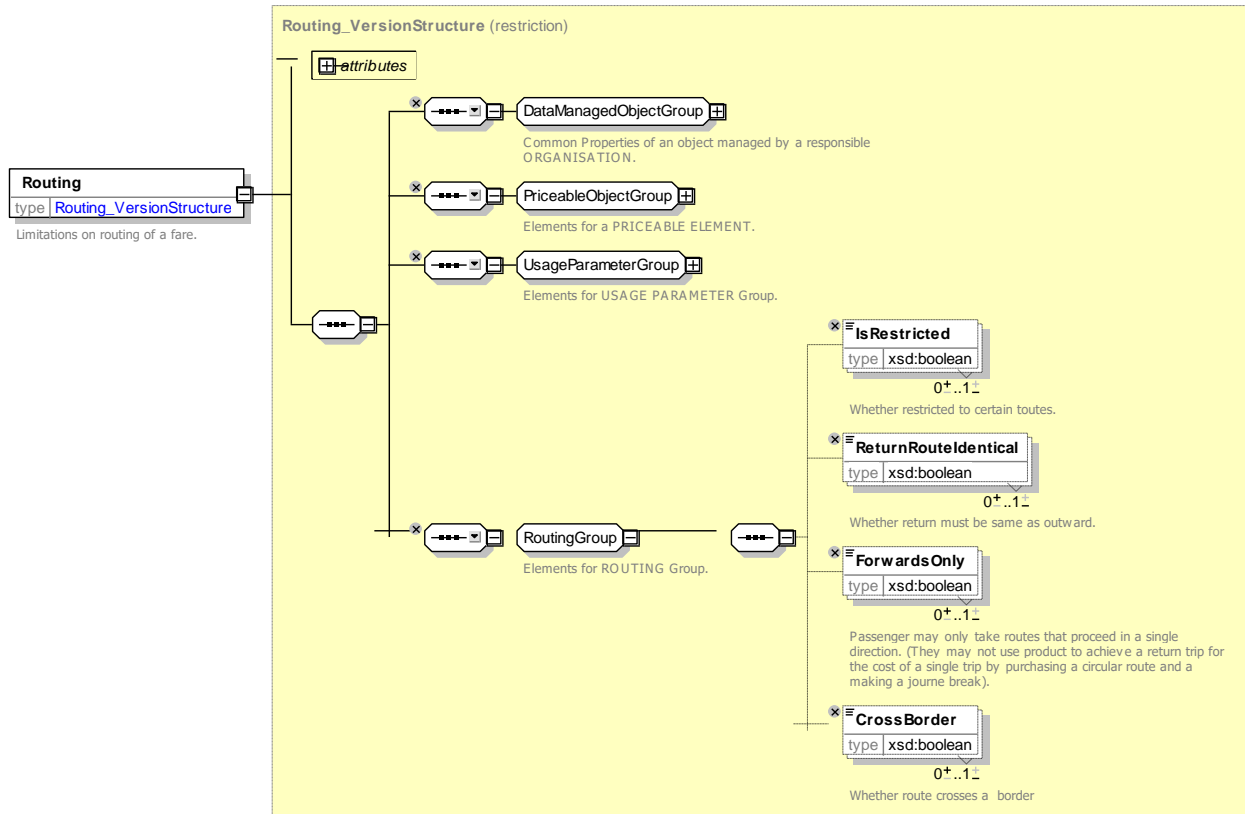 Routing_VersionStructure (restriction)
attributes
DataManagedObjectGroup
Common Properties of an object managed by a responsible
ORGANISATION.
Routing
type Routing_VersionStructure
Limitations on routing of a fare.
PriceableObjectGroup
Elements for a PRICEABLE ELEMENT.
UsageParameterGroup
Elements for USAGE PARAMETER Group.
IsRestricted
type xsd:boolean
0..1
Whether restricted to certain toutes.
ReturnRouteIdentical
type xsd:boolean
0..1
Whether return must be same as outward.
RoutingGroup
Elements for ROUTING Group.
ForwardsOnly
type xsd:boolean
0..1
Passenger may only take routes that proceed in a single
direction. (They may not use product to achieve a return trip for
the cost of a single trip by purchasing a circular route and a
making a journe break).
CrossBorder
type xsd:boolean
0..1
Whether route crosses a border